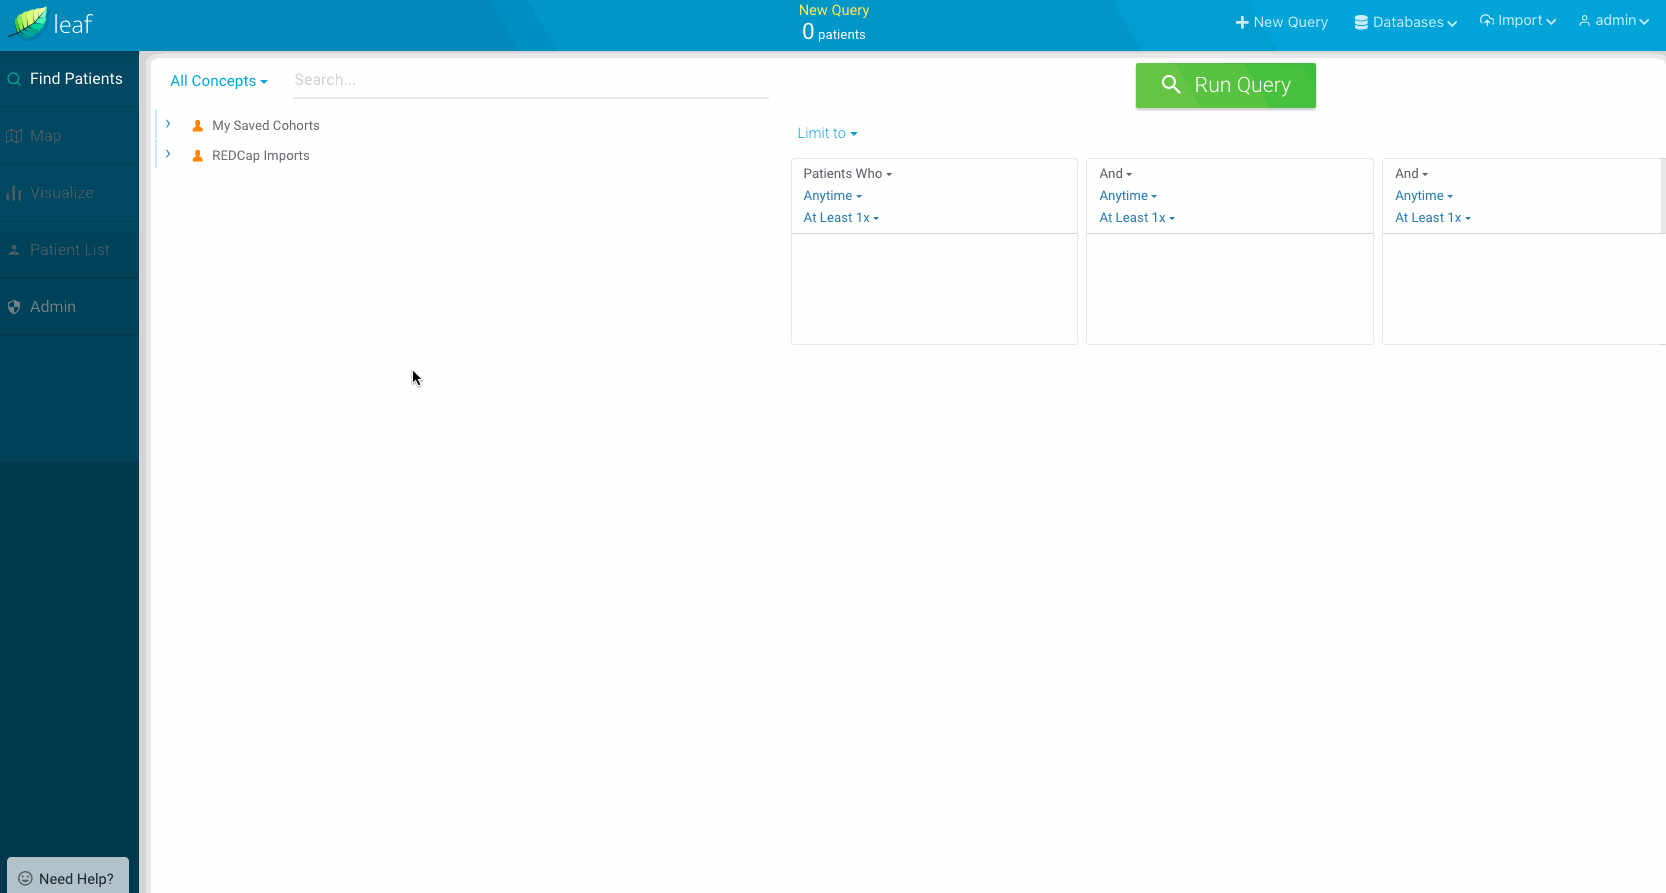 leaf
New Query
0 patients
New Query
Databases
Import
admin
Find Patients
Map
Visualize
Patient List
Admin
All Concepts
Search...
My Saved Cohorts
REDCap Imports
Run Query
Limit to
Patients Who
Anytime
At Least 1x
And
Anytime
At Least 1x
And
Anytime
At Least 1x
Need Help?